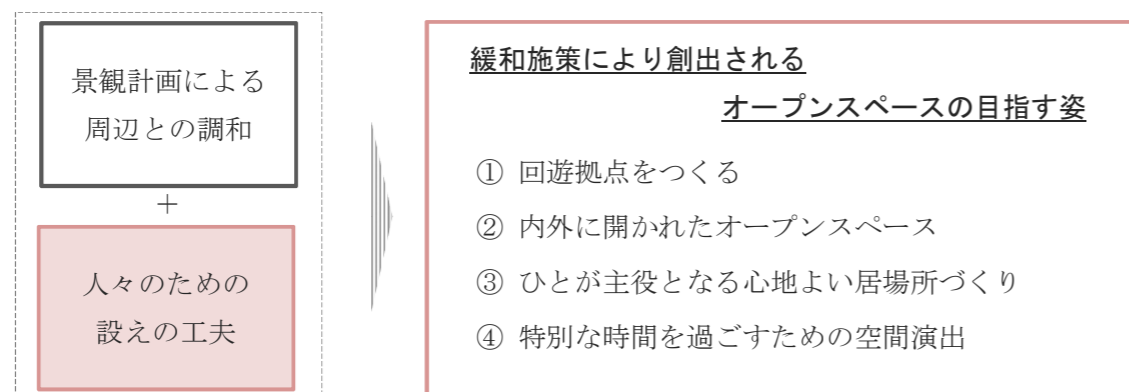 景観計画による
周辺との調和
+
人々のための
設えの工夫
緩和施策により創出される
オープンスペースの目指す姿
① 回遊拠点をつくる
② 内外に開かれたオープンスペース
③ ひとが主役となる心地よい居場所づくり
④ 特別な時間を過ごすための空間演出